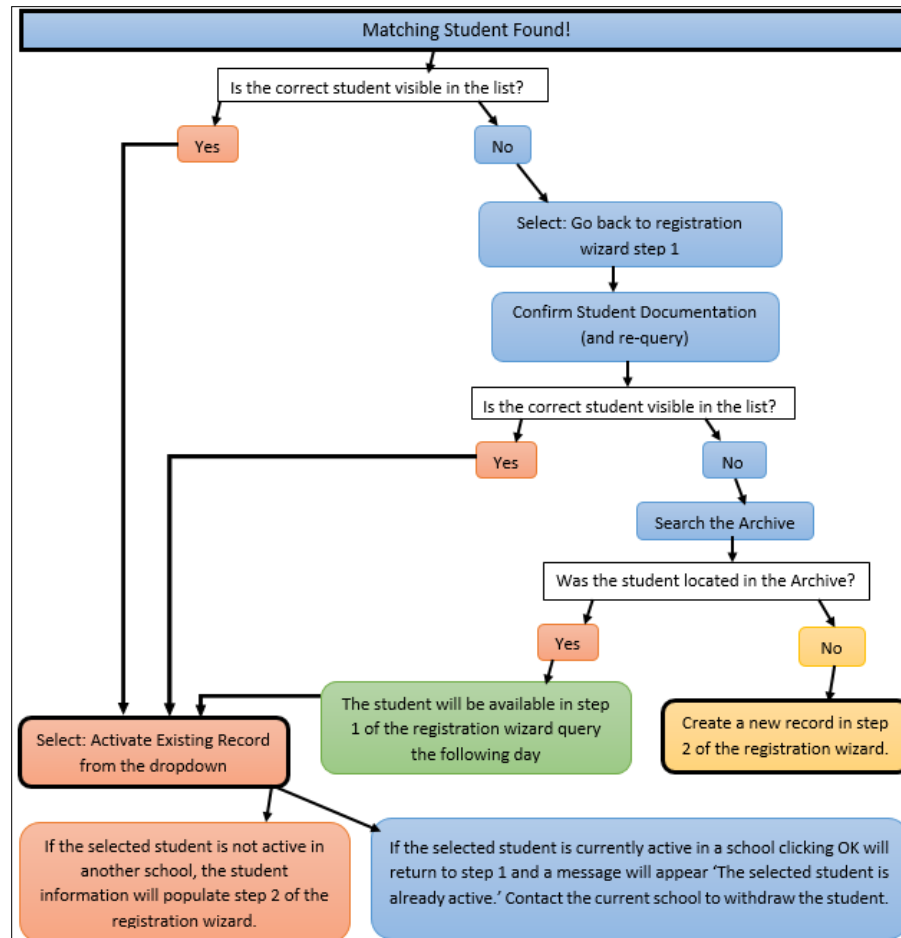 Matching Student Found!
Is the correct student visible in the list?
Yes
No
Select: Go back to registration
wizard step 1
Confirm Student Documentation
(and re-query)
Is the correct student visible in the list?
Yes
No
Search the Archive
Was the student located in the Archive?
Yes
No
The student will be available in step
1 of the registration wizard query
the following day
Create a new record in step
2 of the registration wizard.
Select: Activate Existing Record
from the dropdown
If the selected student is not active in
another school, the student
information will populate step 2 of the
registration wizard.
If the selected student is currently active in a school clicking OK will
return to step 1 and a message will appear ‘The selected student is
already active.’ Contact the current school to withdraw the student.